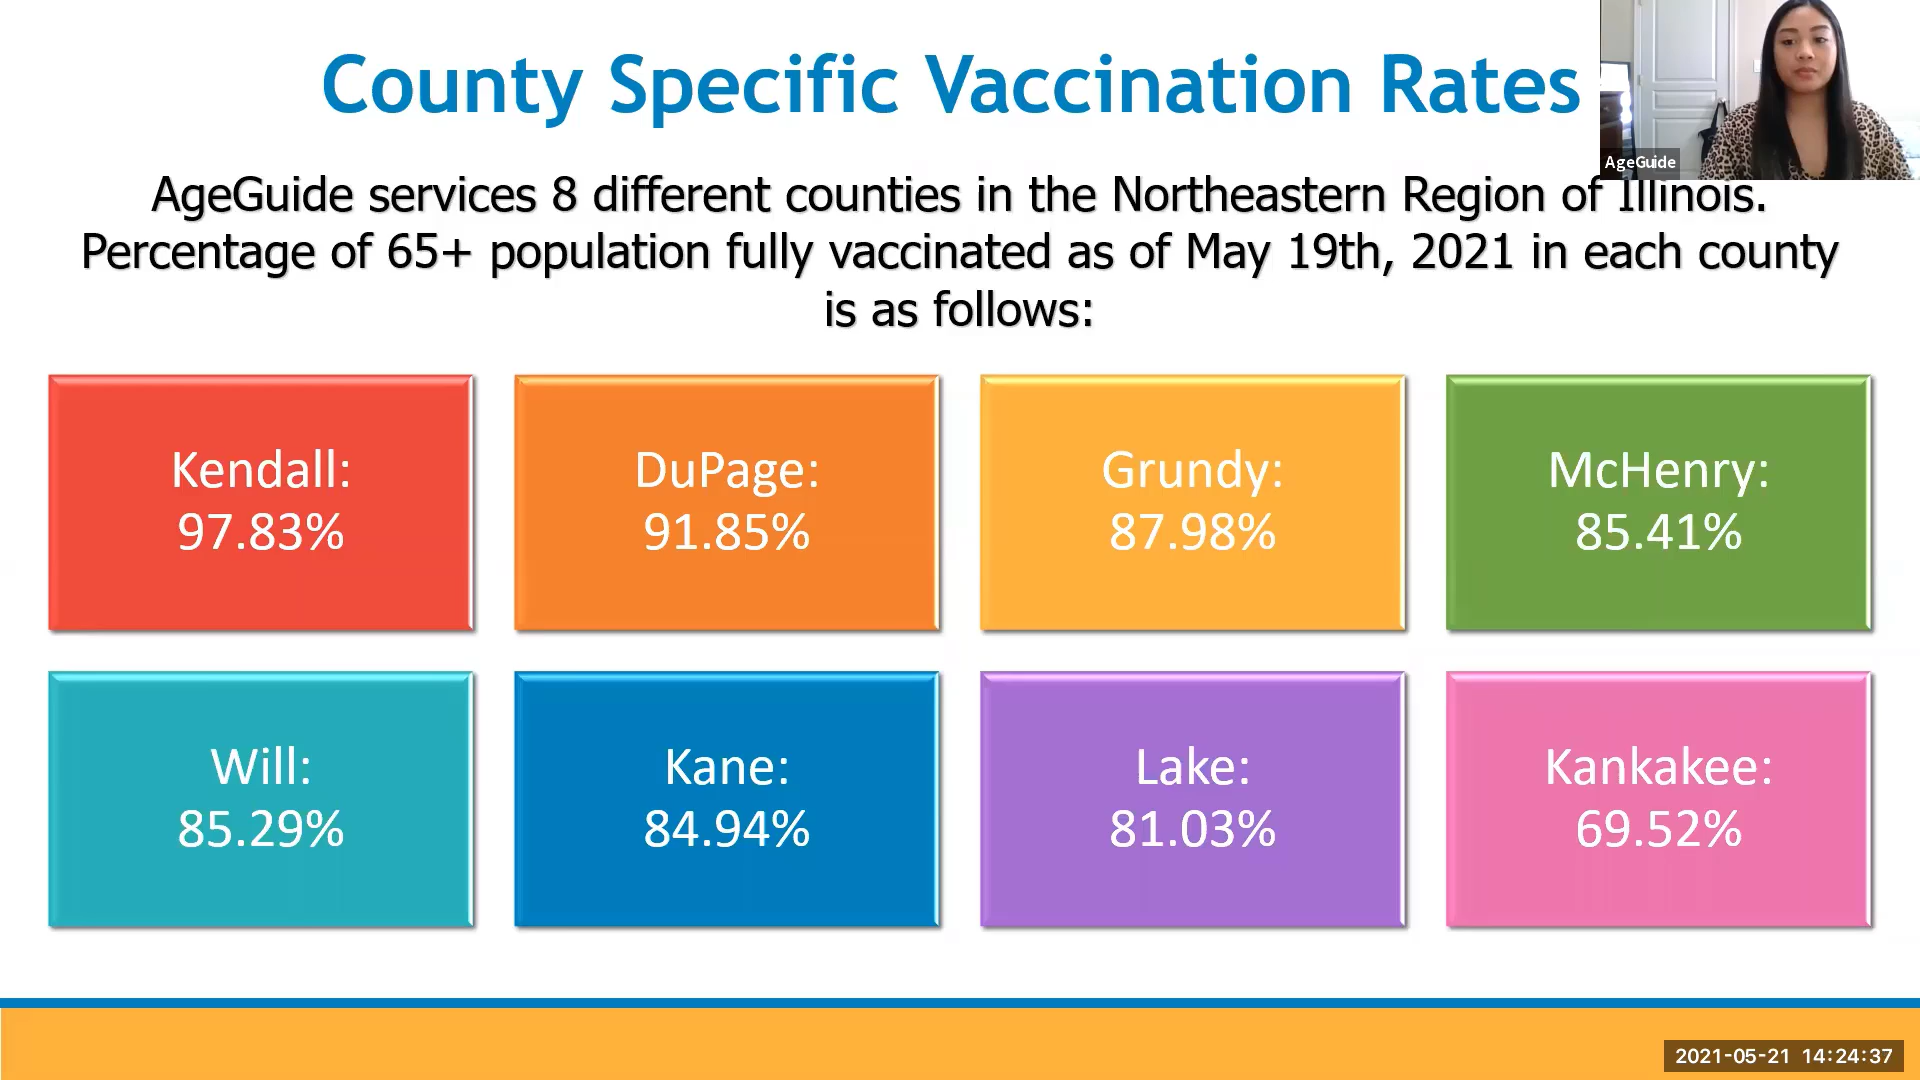 County Specific Vaccination Rates
AgeGuide
AgeGuide services 8 different counties in the Northeastern Region of Illinois.
Percentage of 65+ population fully vaccinated as of May 19th, 2021 in each county
is as follows:
Kendall:
97.83%
DuPage:
91.85%
Grundy:
87.98%
McHenry:
85.41%
Will:
85.29%
Kane:
84.94%
Lake:
81.03%
Kankakee:
69.52%
2021-05-21 14:24:37